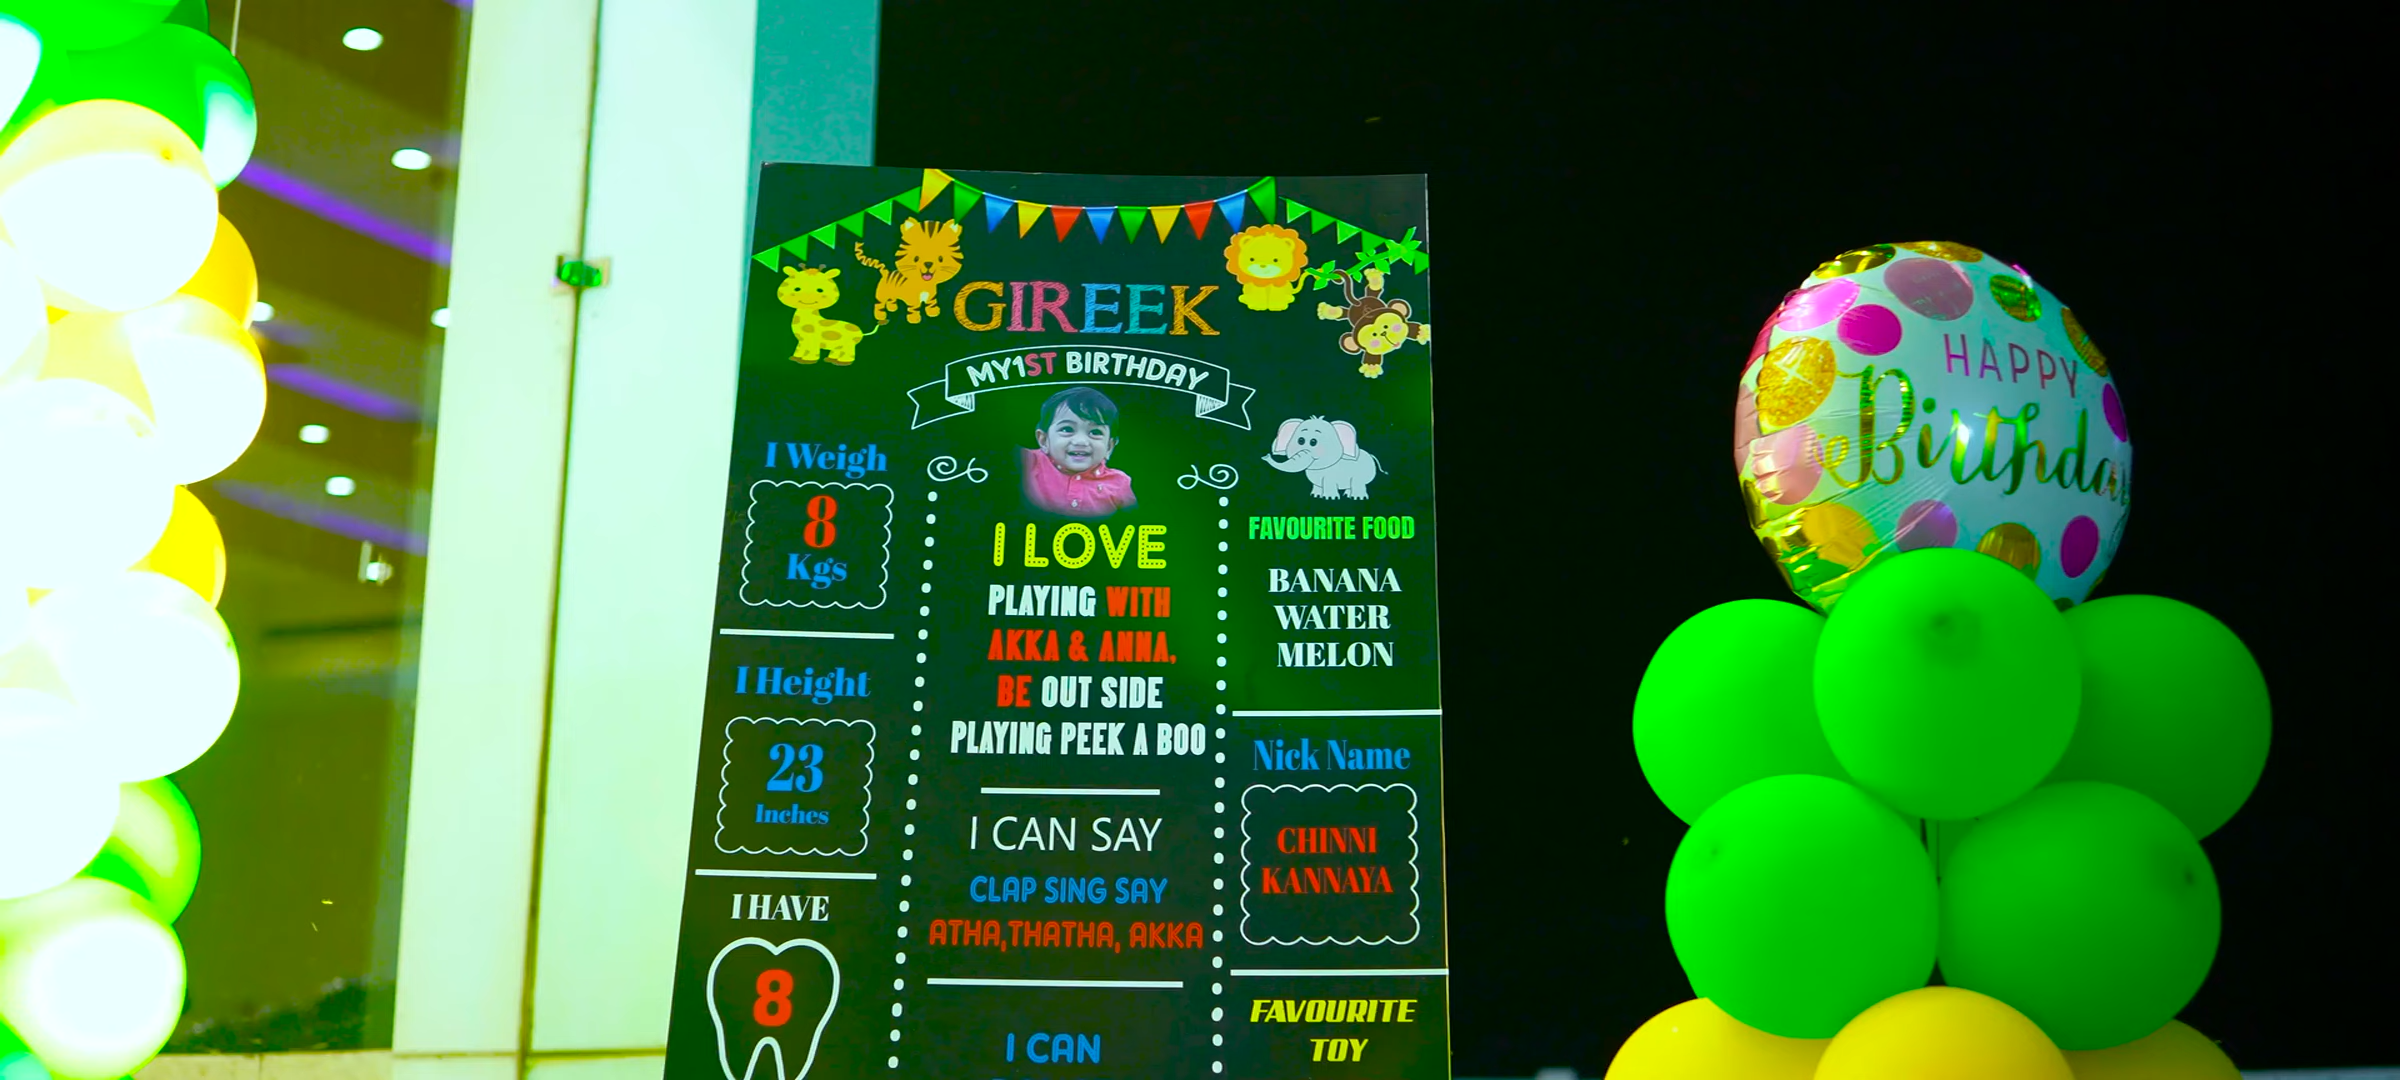 GIREEK
MY1ST BIRTHDAY
I Weigh
8
Kgs
I Height
23
Inches
I HAVE
8
I LOVE
PLAYING WITH
AKKA & ANNA,
BE OUT SIDE
PLAYING PEEK A BOO
I CAN SAY
CLAP SING SAY
ATHA,THATHA, AKKA
I CAN
FAVOURITE FOOD
BANANA
WATER
MELON
Nick Name
CHINNI
KANNAYA
FAVOURITE
TOY
HAPPY
Birthday